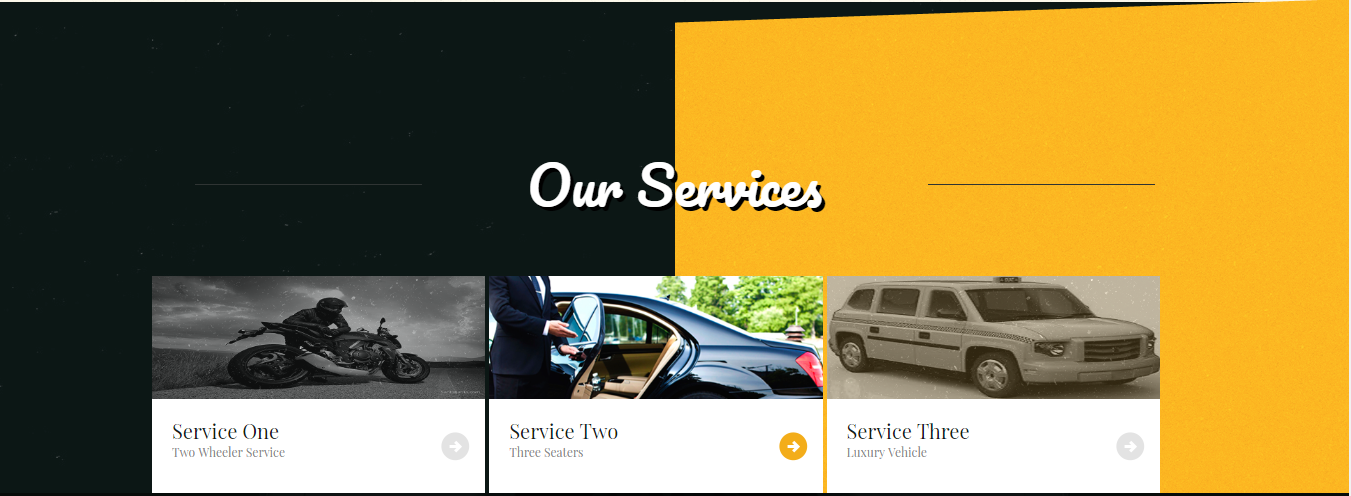 Our Services
Service One
Two Wheeler Service
Service Two
Three Seaters
Service Three
Luxury Vehicle